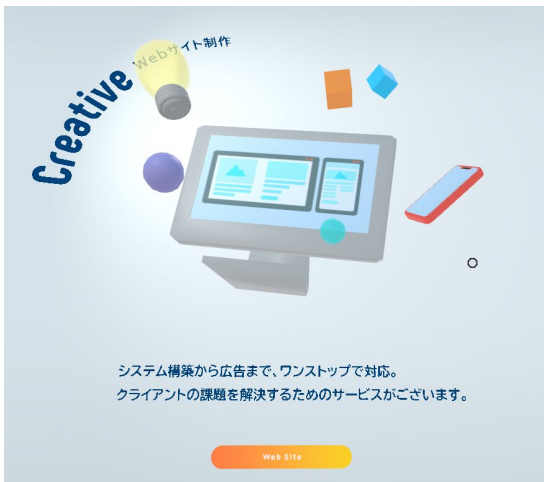 Creative
Webサイト制作
システム構築から広告まで、ワンストップで対応。
クライアントの課題を解決するためのサービスがございます。
Web Site